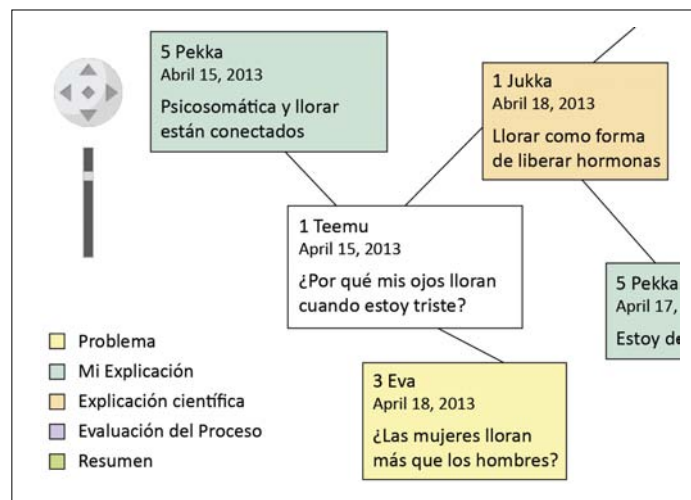 5 Pekka
Abril 15, 2013
Psicosomática y llorar
están conectados
1 Jukka
Abril 18, 2013
Llorar como forma
de liberar hormonas
1 Teemu
April 15, 2013
¿Por qué mis ojos lloran
cuando estoy triste?
5 Pekka
April 17,
Estoy de
3 Eva
April 18, 2013
¿Las mujeres lloran
más que los hombres?
Problema
Mi Explicación
Explicación científica
Evaluación del Proceso
Resumen